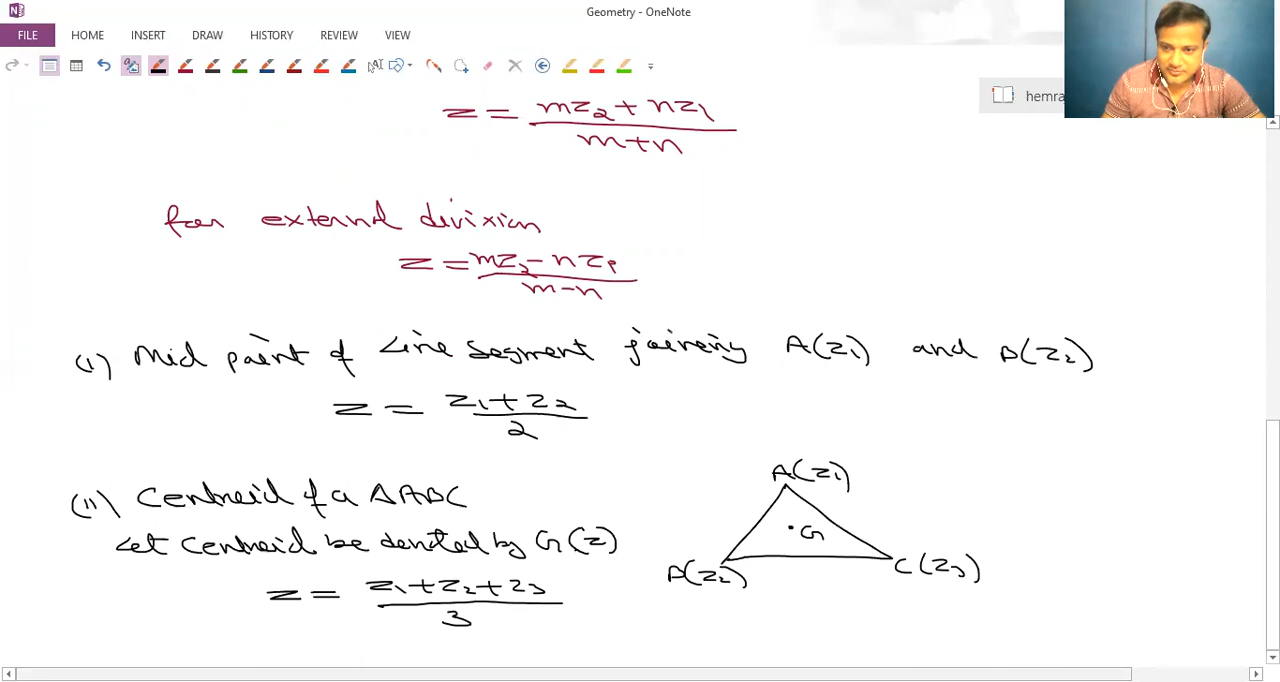 Geometry - OneNote
FILE HOME INSERT DRAW HISTORY REVIEW VIEW
hemra
z = mz₂ + nz₁ / m+n
for external division
z = mz₂ - nz₁ / m-n
(i) Mid point of Line segment joining A(z₁) and B(z₂)
z = z₁ + z₂ / 2
(ii) Centroid of a ΔABC
Let centroid be denoted by G(z)
z = z₁ + z₂ + z₃ / 3
A(z₁)
G
B(z₂)
C(z₃)